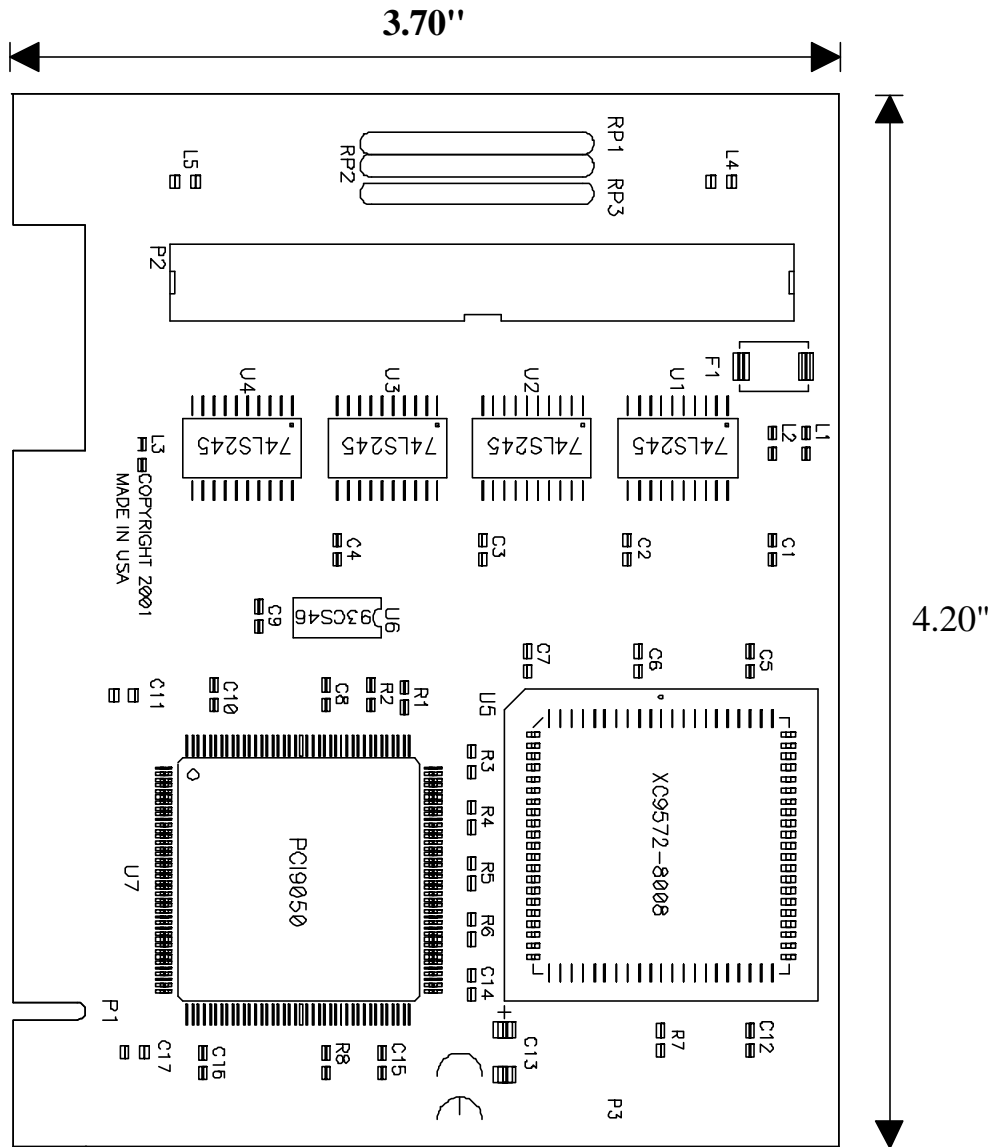 3.70"
RP1
RP2
RP3
L5
L4
P2
F1
U4
U3
U2
U1
L1
L2
L3
74LS245
74LS245
74LS245
74LS245
COPYRIGHT 2001
MADE IN USA
C4
C3
C2
C1
C9
93CS46
U6
4.20"
C7
C6
C5
C11
C10
C8
R2
R1
U5
R3
R4
R5
R6
C14
XC9572-8008
PCI9050
U7
P1
+
C13
C17
C16
R8
C15
R7
C12
P3